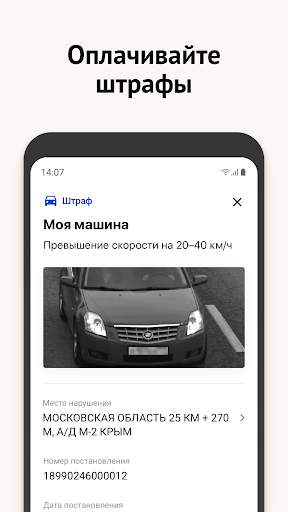 Оплачивайте
штрафы
14:07
Штраф
Моя машина
Превышение скорости на 20–40 км/ч
Место нарушения
МОСКОВСКАЯ ОБЛАСТЬ 25 КМ + 270
М, А/Д М-2 КРЫМ
Номер постановления
18990246000012
Дата постановления